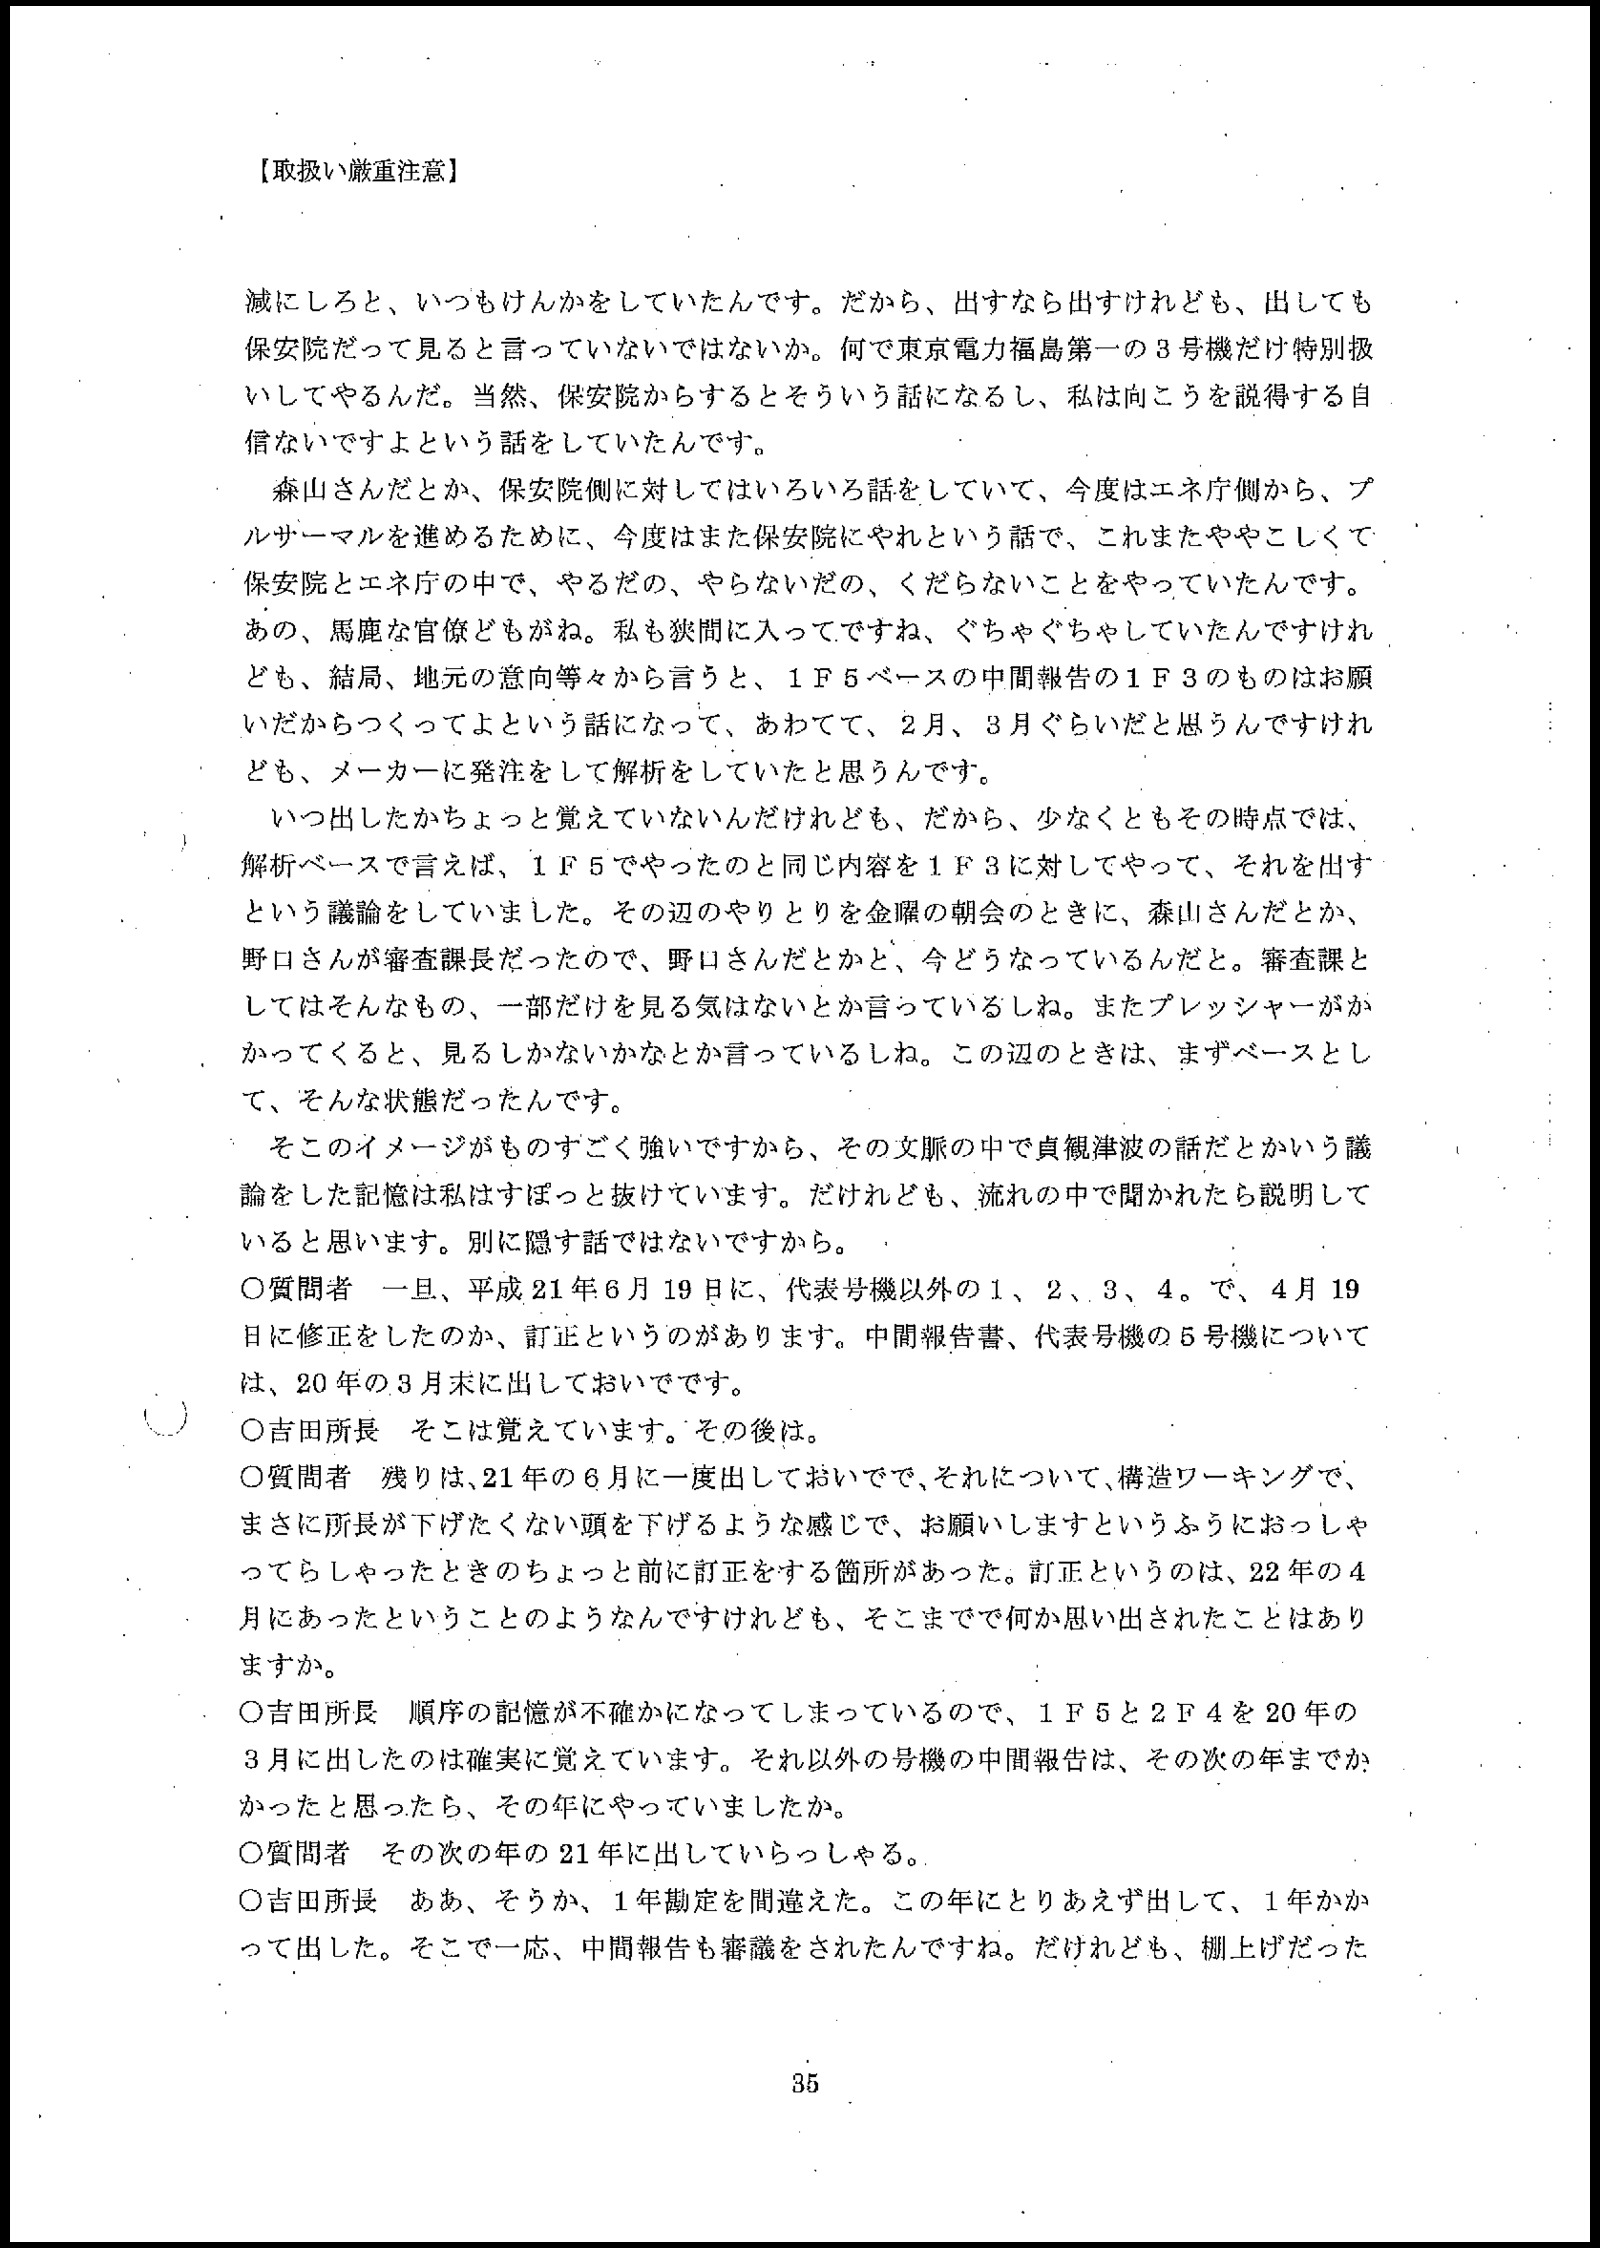 【取扱い厳重注意】
減にしろと、いつもけんかをしていたんです。だから、出すなら出すけれども、出しても
保安院だって見ると言っていないではないか。何で東京電力福島第一の３号機だけ特別扱
いしてやるんだ。当然、保安院からするとそういう話になるし、私は向こうを説得する自
信ないですよという話をしていたんです。
　森山さんだとか、保安院側に対してはいろいろ話をしていて、今度はエネ庁側から、プ
ルサーマルを進めるために、今度はまた保安院にやれという話で、これまたややこしくて
保安院とエネ庁の中で、やるだの、やらないだの、くだらないことをやっていたんです。
あの、馬鹿な官僚どもがね。私も狭間に入ってですね、ぐちゃぐちゃしていたんですけれ
ども、結局、地元の意向等々から言うと、１Ｆ５ベースの中間報告の１Ｆ３のものはお願
いだからつくってよという話になって、あわてて、２月、３月ぐらいだと思うんですけれ
ども、メーカーに発注をして解析をしていたと思うんです。
　いつ出したかちょっと覚えていないんだけれども、だから、少なくともその時点では、
解析ベースで言えば、１Ｆ５でやったのと同じ内容を１Ｆ３に対してやって、それを出す
という議論をしていました。その辺のやりとりを金曜の朝会のときに、森山さんだとか、
野口さんが審査課長だったので、野口さんだとかと、今どうなっているんだと。審査課と
してはそんなもの、一部だけを見る気はないとか言っているしね。またプレッシャーがか
かってくると、見るしかないかなとか言っているしね。この辺のときは、まずベースとし
て、そんな状態だったんです。
　そこのイメージがものすごく強いですから、その文脈の中で貞観津波の話だとかいう議
論をした記憶は私はすぽっと抜けています。だけれども、流れの中で聞かれたら説明して
いると思います。別に隠す話ではないですから。
○質問者　一旦、平成 21 年６月 19 日に、代表号機以外の１、２、３、４。で、４月 19
日に修正をしたのか、訂正というのがあります。中間報告書、代表号機の５号機について
は、20 年の３月末に出しておいでです。
○吉田所長　そこは覚えています。その後は。
○質問者　残りは、21 年の６月に一度出しておいでで、それについて、構造ワーキングで、
まさに所長が下げたくない頭を下げるような感じで、お願いしますというふうにおっしゃ
ってらしゃったときのちょっと前に訂正をする箇所があった。訂正というのは、22 年の４
月にあったということのようなんですけれども、そこまでで何か思い出されたことはあり
ますか。
○吉田所長　順序の記憶が不確かになってしまっているので、１Ｆ５と２Ｆ４を 20 年の
３月に出したのは確実に覚えています。それ以外の号機の中間報告は、その次の年までか
かったと思ったら、その年にやっていましたか。
○質問者　その次の年の 21 年に出していらっしゃる。
○吉田所長　ああ、そうか、１年勘定を間違えた。この年にとりあえず出して、１年かか
って出した。そこで一応、中間報告も審議をされたんですね。だけれども、棚上げだった
35